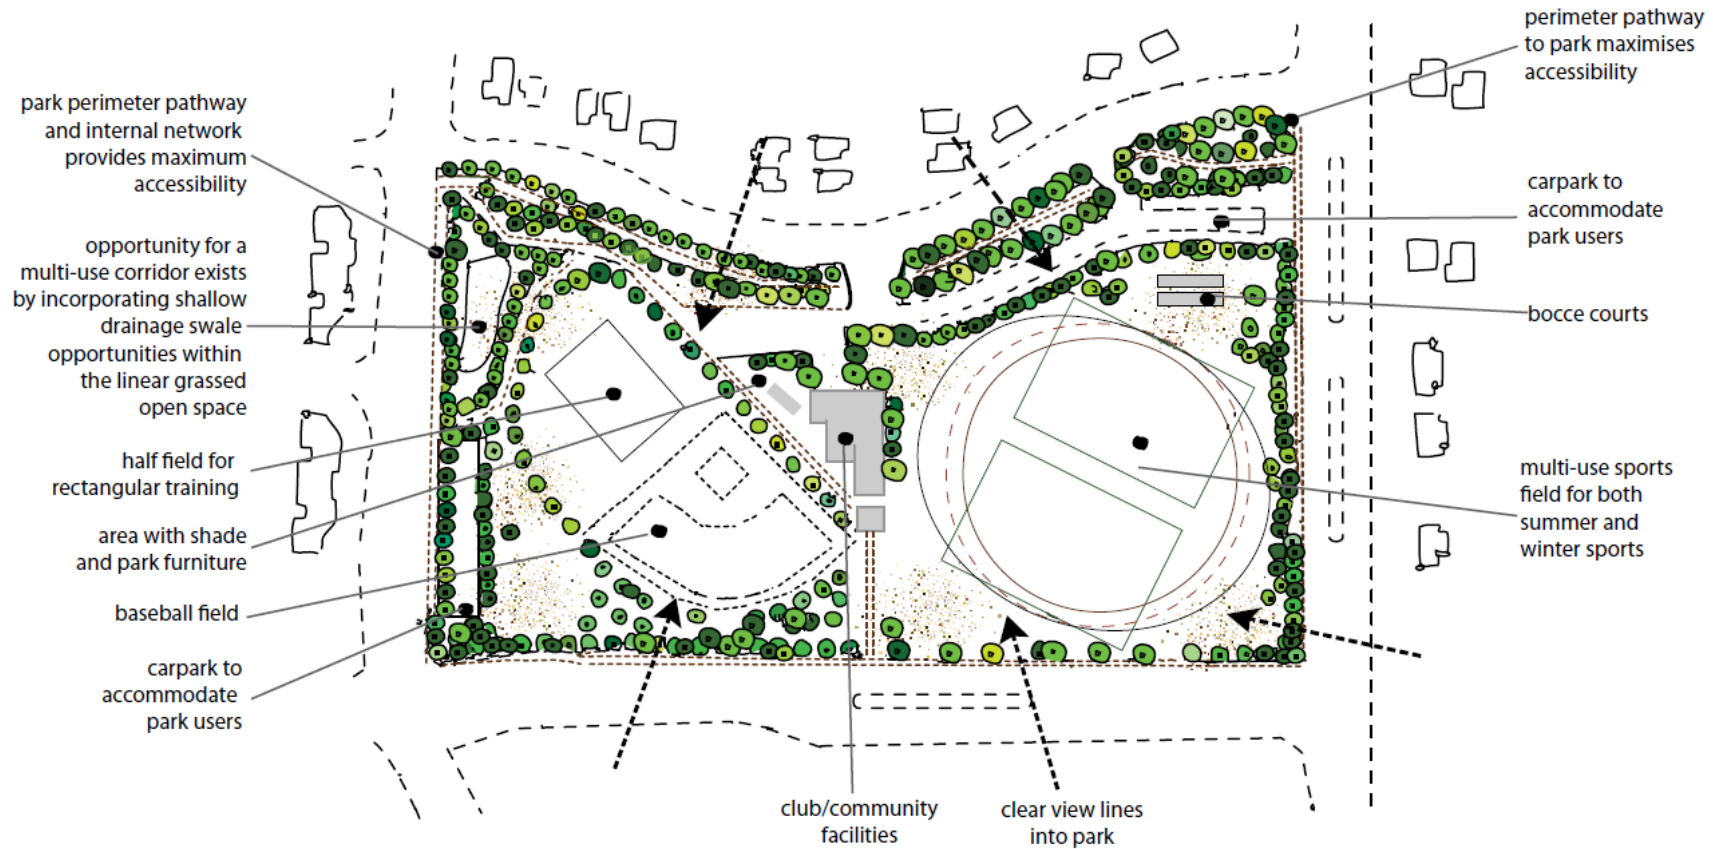 park perimeter pathway
and internal network
provides maximum
accessibility
opportunity for a
multi-use corridor exists
by incorporating shallow
drainage swale
opportunities within
the linear grassed
open space
half field for
rectangular training
area with shade
and park furniture
baseball field
carpark to
accommodate
park users
club/community
facilities
clear view lines
into park
perimeter pathway
to park maximises
accessibility
carpark to
accommodate
park users
bocce courts
multi-use sports
field for both
summer and
winter sports